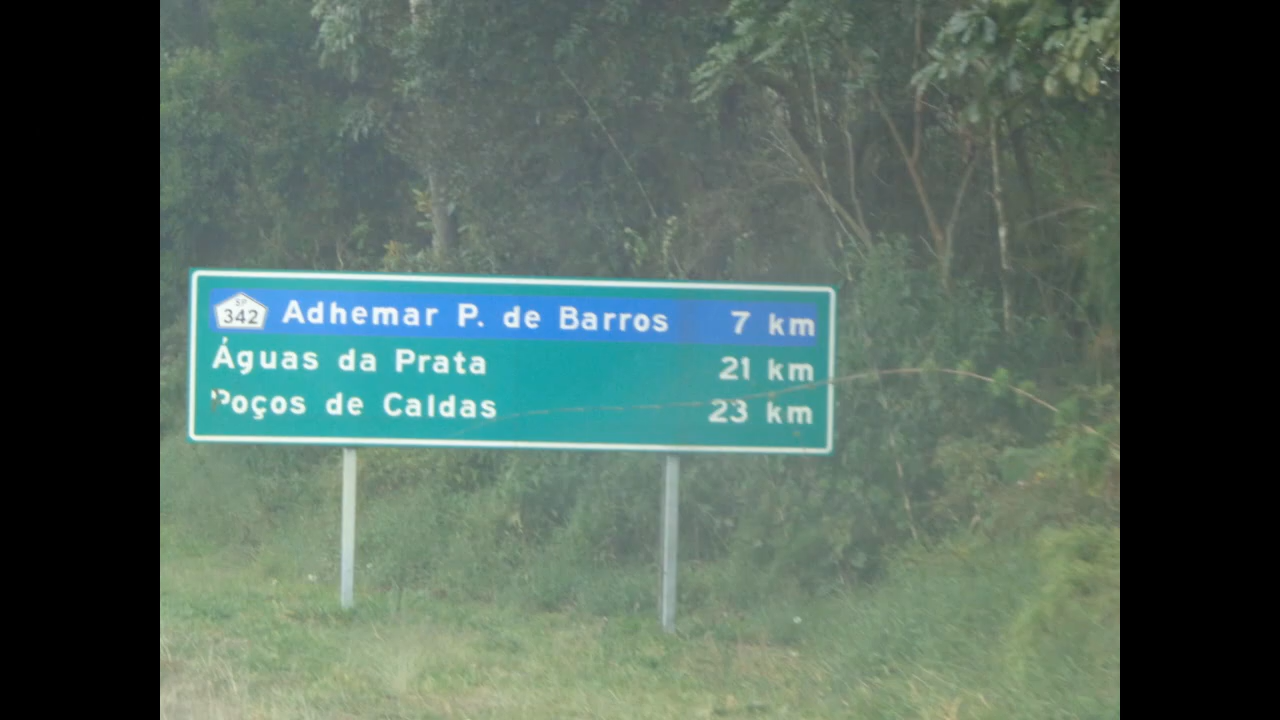 SP
342 Adhemar P. de Barros 7 km
Águas da Prata 21 km
Poços de Caldas 23 km